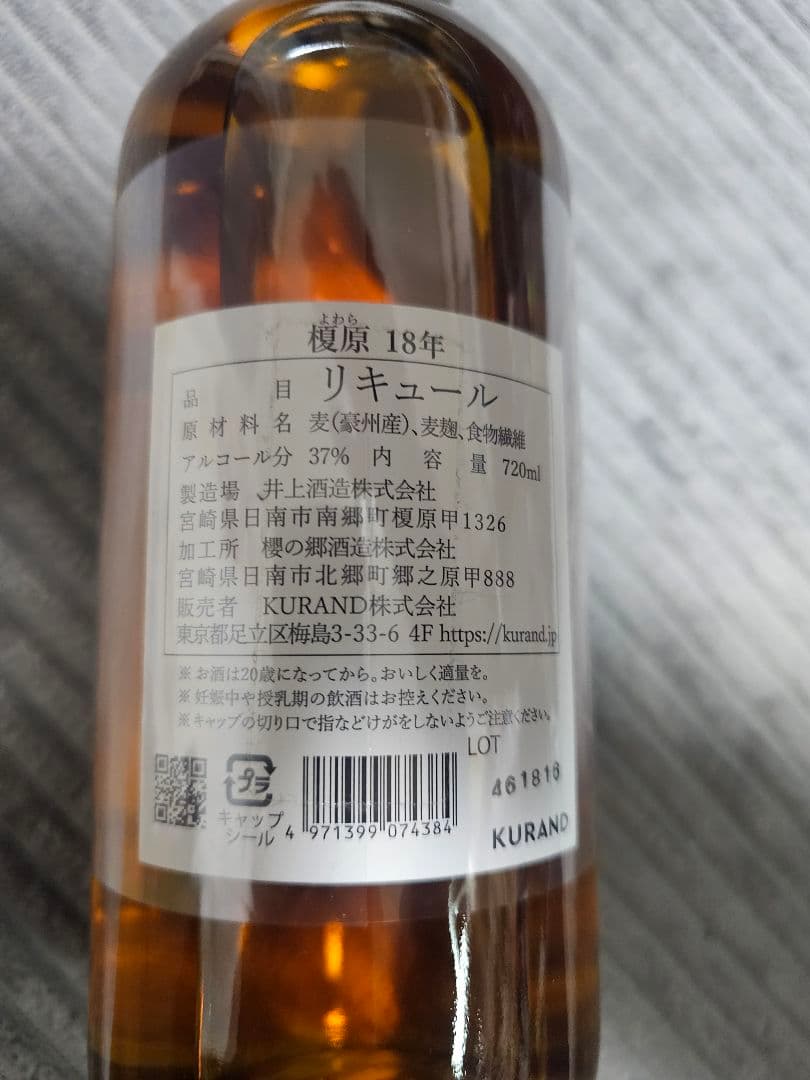 よわら
榎原 18年
品目 リキュール
原材料名 麦(豪州産)、麦麹、食物繊維
アルコール分 37% 内容量 720ml
製造場 井上酒造株式会社
宮崎県日南市南郷町榎原甲1326
加工所 櫻の郷酒造株式会社
宮崎県日南市北郷町郷之原甲888
販売者 KURAND株式会社
東京都足立区梅島3-33-6 4F https://kurand.jp
※お酒は20歳になってから。おいしく適量を。
※妊娠中や授乳期の飲酒はお控えください。
※キャップの切り口で指などけがをしないようご注意ください。
LOT
461816
プラ
キャップ
シール
4 971399 074384
KURAND